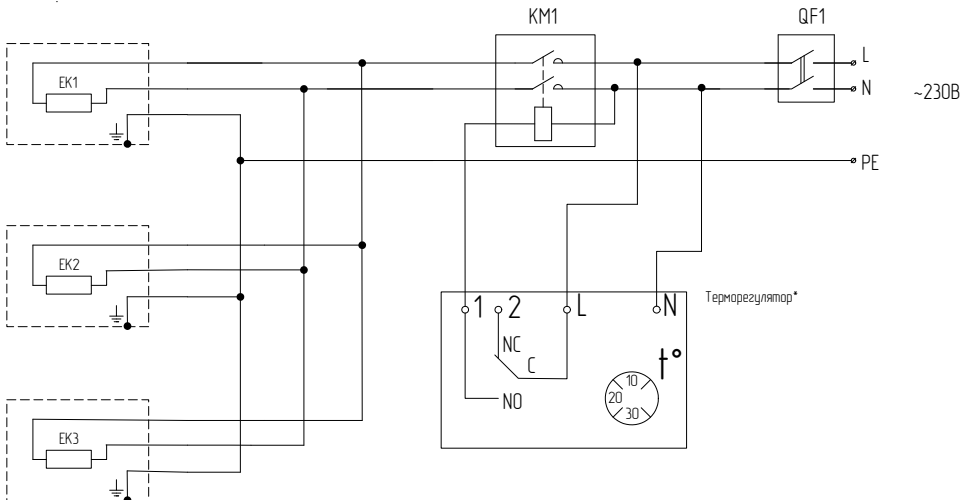 KM1
QF1
L
N
~230В
PE
EK1
EK2
EK3
Терморегулятор*
1
2
L
N
NC
C
NO
t°
10
20
30